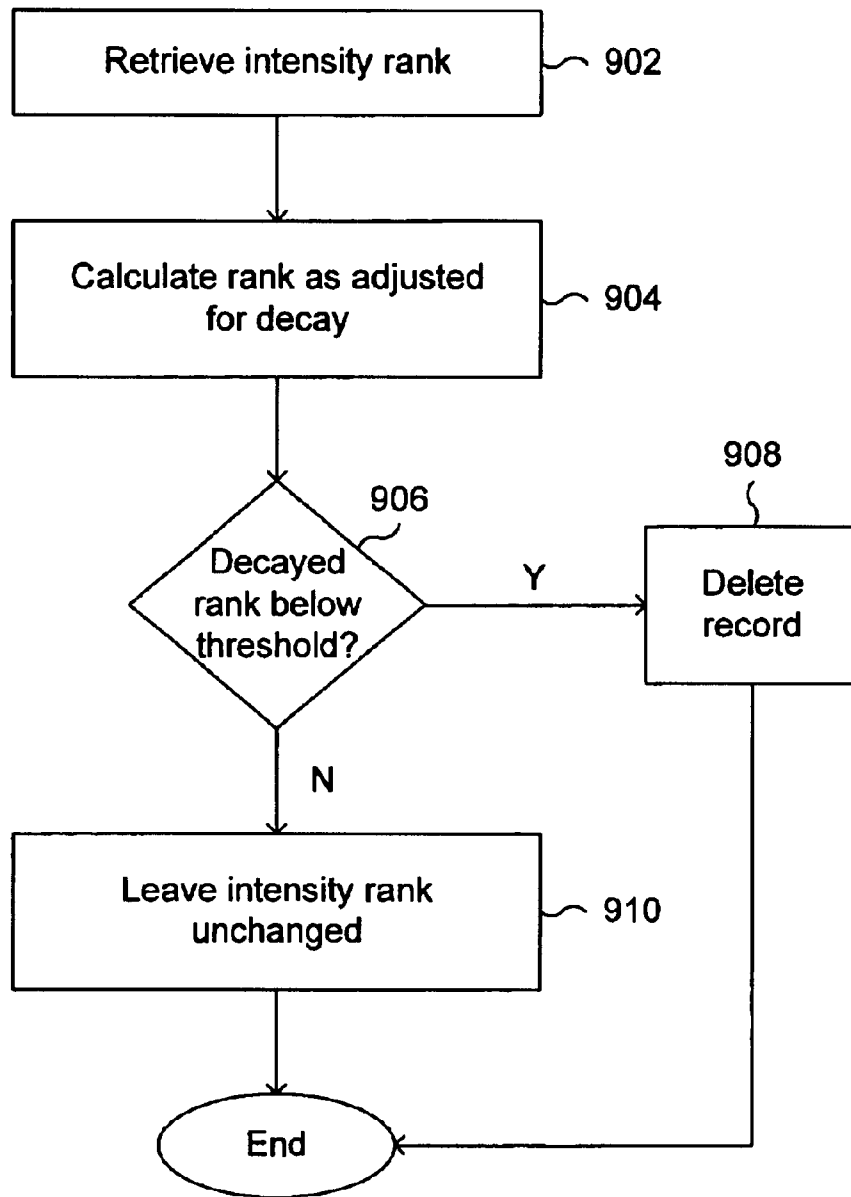 Retrieve intensity rank
902
Calculate rank as adjusted
for decay
904
906
Decayed
rank below
threshold?
Y
908
Delete
record
N
Leave intensity rank
unchanged
910
End